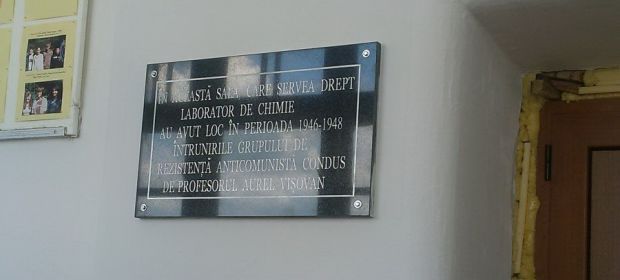 ÎN ACEASTĂ SALĂ, CARE SERVEA DREPT
LABORATOR DE CHIMIE
AU AVUT LOC ÎN PERIOADA 1946-1948
ÎNTRUNIRILE GRUPULUI DE
REZISTENȚĂ ANTICOMUNISTĂ CONDUS
DE PROFESORUL AUREL VIȘOVAN